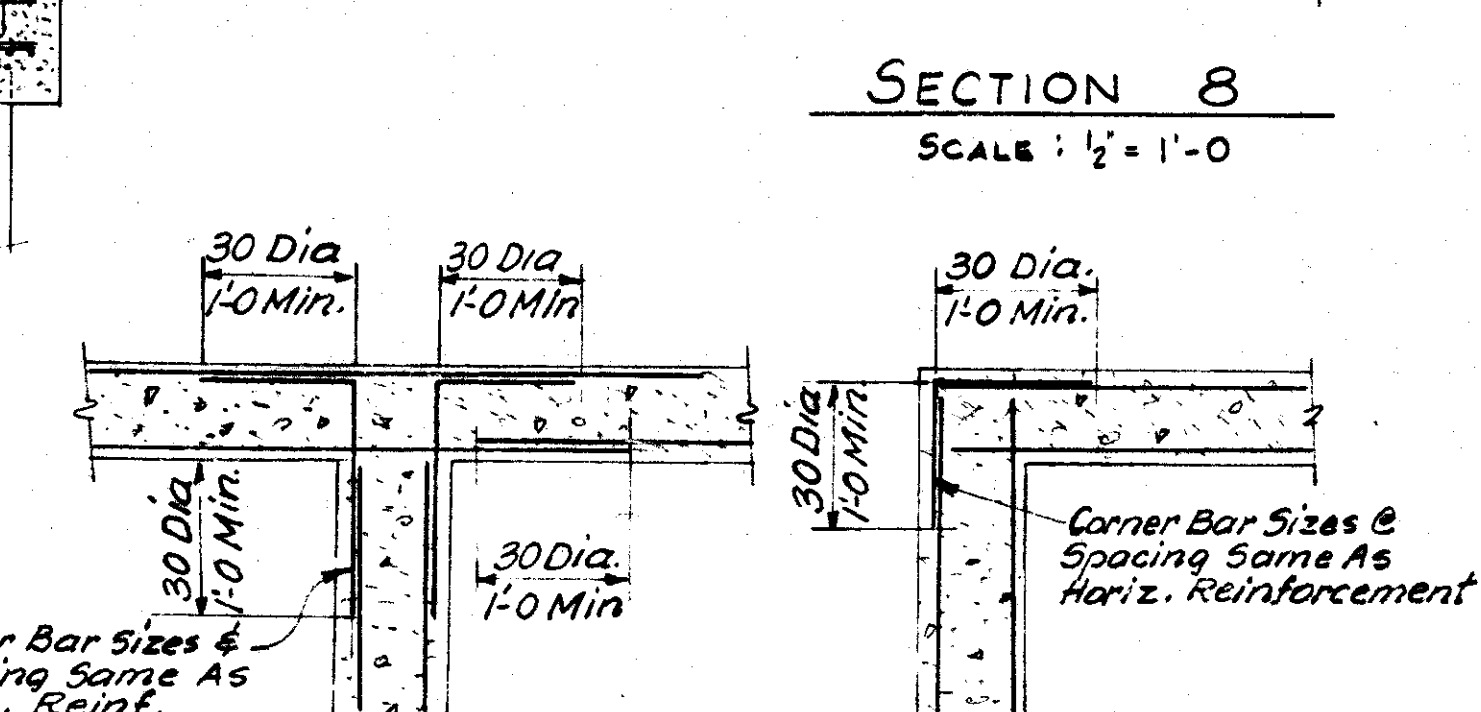 SECTION 8
SCALE : 1/2" = 1'-0
30 Dia
1'-0 Min.
30 Dia
1'-0 Min
30 Dia.
1'-0 Min.
30 Dia
1'-0 Min.
30 Dia.
1'-0 Min
30 Dia
1'-0 Min.
Corner Bar Sizes @
Spacing Same As
Horiz. Reinforcement
Bar Sizes &
Same As
Reinf.